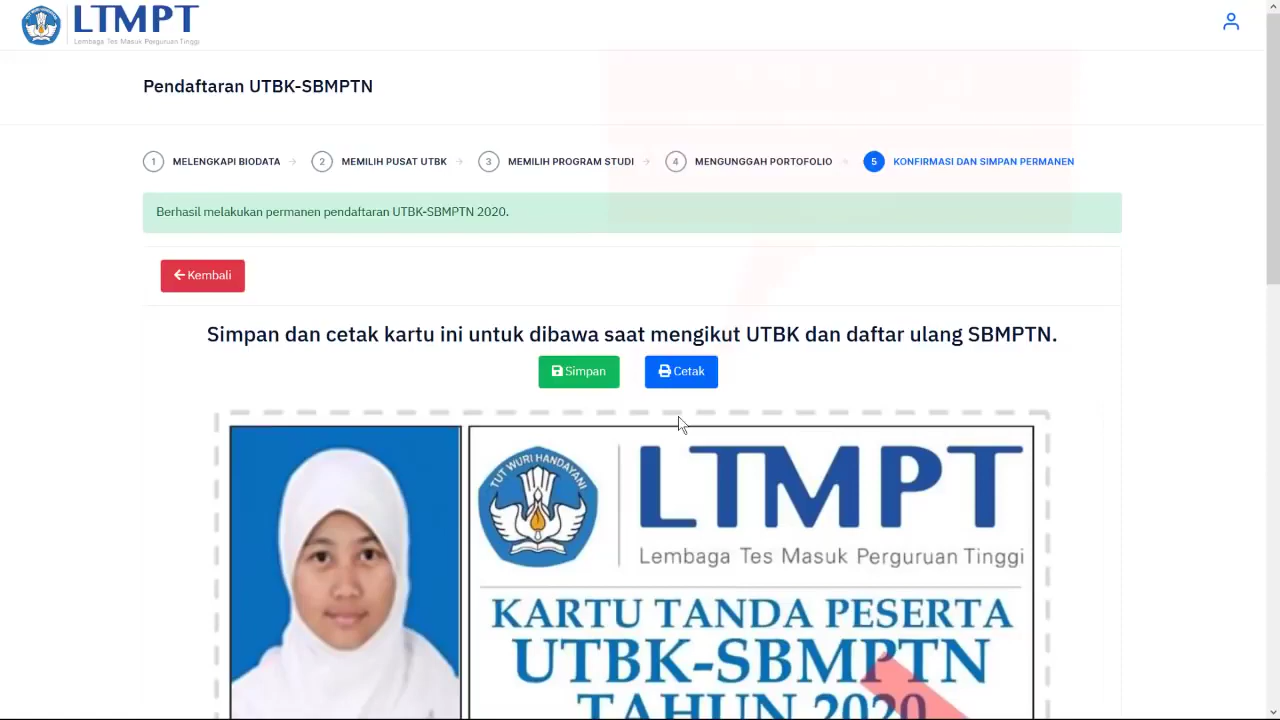 LTMPT
Lembaga Tes Masuk Perguruan Tinggi
Pendaftaran UTBK-SBMPTN
1 MELENGKAPI BIODATA
2 MEMILIH PUSAT UTBK
3 MEMILIH PROGRAM STUDI
4 MENGUNGGAH PORTOFOLIO
5 KONFIRMASI DAN SIMPAN PERMANEN
Berhasil melakukan permanen pendaftaran UTBK-SBMPTN 2020.
Kembali
Simpan dan cetak kartu ini untuk dibawa saat mengikut UTBK dan daftar ulang SBMPTN.
Simpan
Cetak
TUT WURI HANDAYANI
LTMPT
Lembaga Tes Masuk Perguruan Tinggi
KARTU TANDA PESERTA
UTBK-SBMPTN
TAHUN 2020